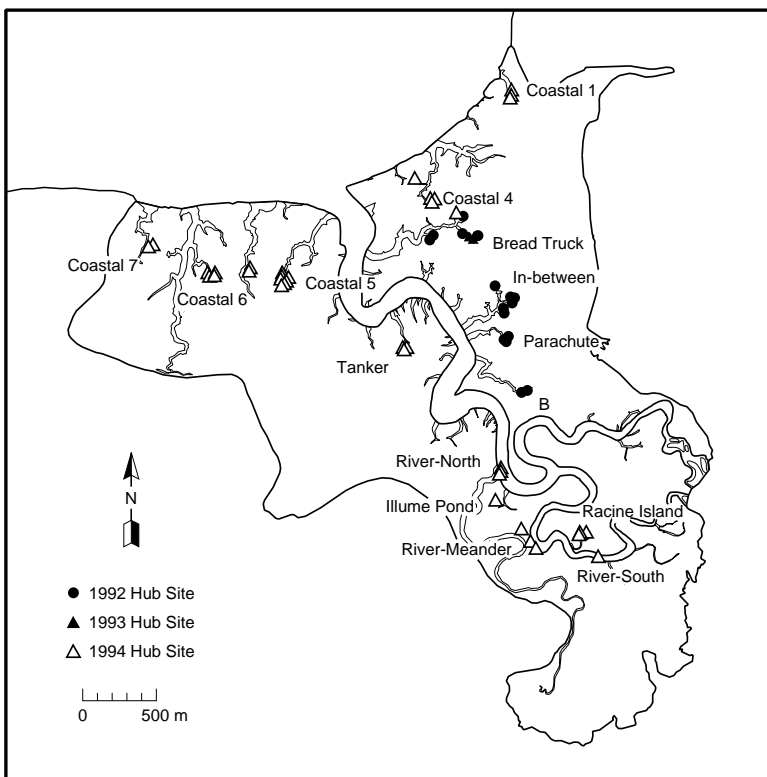 Coastal 1
Coastal 4
Bread Truck
Coastal 7
Coastal 6
Coastal 5
In-between
Parachute
Tanker
B
River-North
Illume Pond
Racine Island
River-Meander
River-South
N
1992 Hub Site
1993 Hub Site
1994 Hub Site
0 500 m